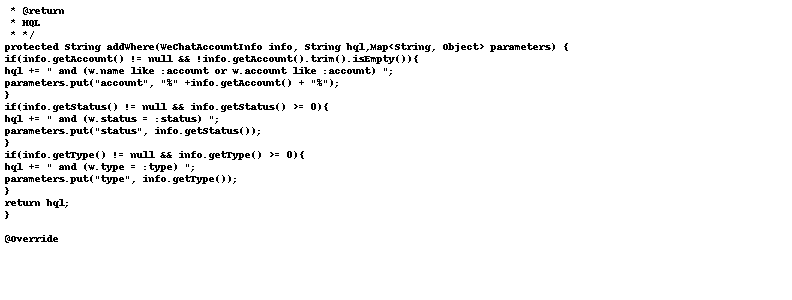 * @return
* HQL
* */
protected String addWhere(WeChatAccountInfo info, String hql,Map<String, Object> parameters) {
if(info.getAccount() != null && !info.getAccount().trim().isEmpty()){
hql += " and (w.name like :account or w.account like :account) ";
parameters.put("account", "%" +info.getAccount() + "%");
}
if(info.getStatus() != null && info.getStatus() >= 0){
hql += " and (w.status = :status) ";
parameters.put("status", info.getStatus());
}
if(info.getType() != null && info.getType() >= 0){
hql += " and (w.type = :type) ";
parameters.put("type", info.getType());
}
return hql;
}
@Override